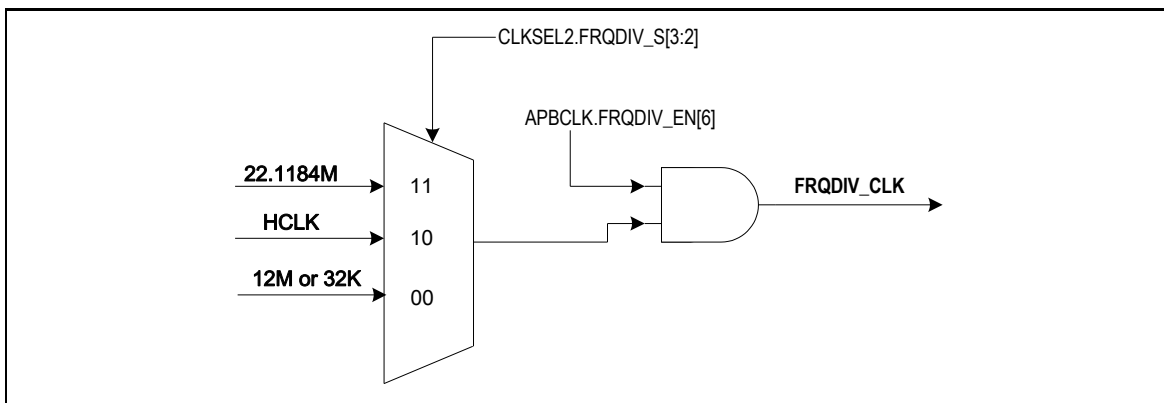 CLKSEL2.FRQDIV_S[3:2]
APBCLK.FRQDIV_EN[6]
22.1184M
11
FRQDIV_CLK
HCLK
10
12M or 32K
00